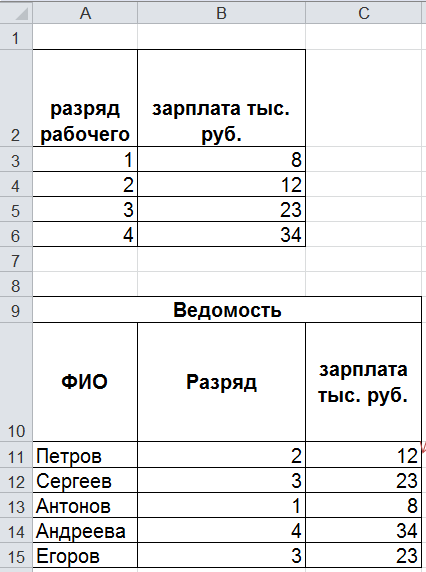 A B C
1
2 разряд рабочего зарплата тыс. руб.
3 1 8
4 2 12
5 3 23
6 4 34
7
8
9 Ведомость
10 ФИО Разряд зарплата тыс. руб.
11 Петров 2 12
12 Сергеев 3 23
13 Антонов 1 8
14 Андреева 4 34
15 Егоров 3 23